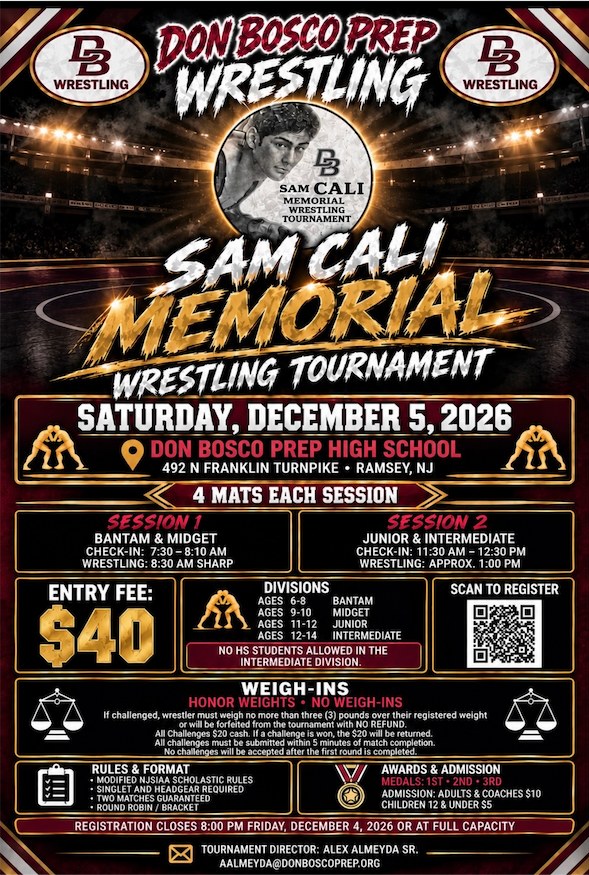 DON BOSCO PREP
WRESTLING
DB
WRESTLING
DB
WRESTLING
DB
SAM CALI
MEMORIAL
WRESTLING
TOURNAMENT
SAM CALI
MEMORIAL
WRESTLING TOURNAMENT
SATURDAY, DECEMBER 5, 2026
DON BOSCO PREP HIGH SCHOOL
492 N FRANKLIN TURNPIKE • RAMSEY, NJ
4 MATS EACH SESSION
SESSION 1
BANTAM & MIDGET
CHECK-IN: 7:30 – 8:10 AM
WRESTLING: 8:30 AM SHARP
SESSION 2
JUNIOR & INTERMEDIATE
CHECK-IN: 11:30 AM – 12:30 PM
WRESTLING: APPROX. 1:00 PM
ENTRY FEE:
$40
DIVISIONS
AGES 6-8 BANTAM
AGES 9-10 MIDGET
AGES 11-12 JUNIOR
AGES 12-14 INTERMEDIATE
NO HS STUDENTS ALLOWED IN THE
INTERMEDIATE DIVISION.
SCAN TO REGISTER
WEIGH-INS
HONOR WEIGHTS • NO WEIGH-INS
If challenged, wrestler must weigh no more than three (3) pounds over their registered weight
or will be forfeited from the tournament with NO REFUND.
All Challenges $20 cash. If a challenge is won, the $20 will be returned.
All challenges must be submitted within 5 minutes of match completion.
No challenges will be accepted after the first round is completed.
RULES & FORMAT
• MODIFIED NJSIAA SCHOLASTIC RULES
• SINGLET AND HEADGEAR REQUIRED
• TWO MATCHES GUARANTEED
• ROUND ROBIN / BRACKET
AWARDS & ADMISSION
MEDALS: 1ST • 2ND • 3RD
ADMISSION: ADULTS & COACHES $10
CHILDREN 12 & UNDER $5
REGISTRATION CLOSES 8:00 PM FRIDAY, DECEMBER 4, 2026 OR AT FULL CAPACITY
TOURNAMENT DIRECTOR: ALEX ALMEYDA SR.
AALMEYDA@DONBOSCOPREP.ORG